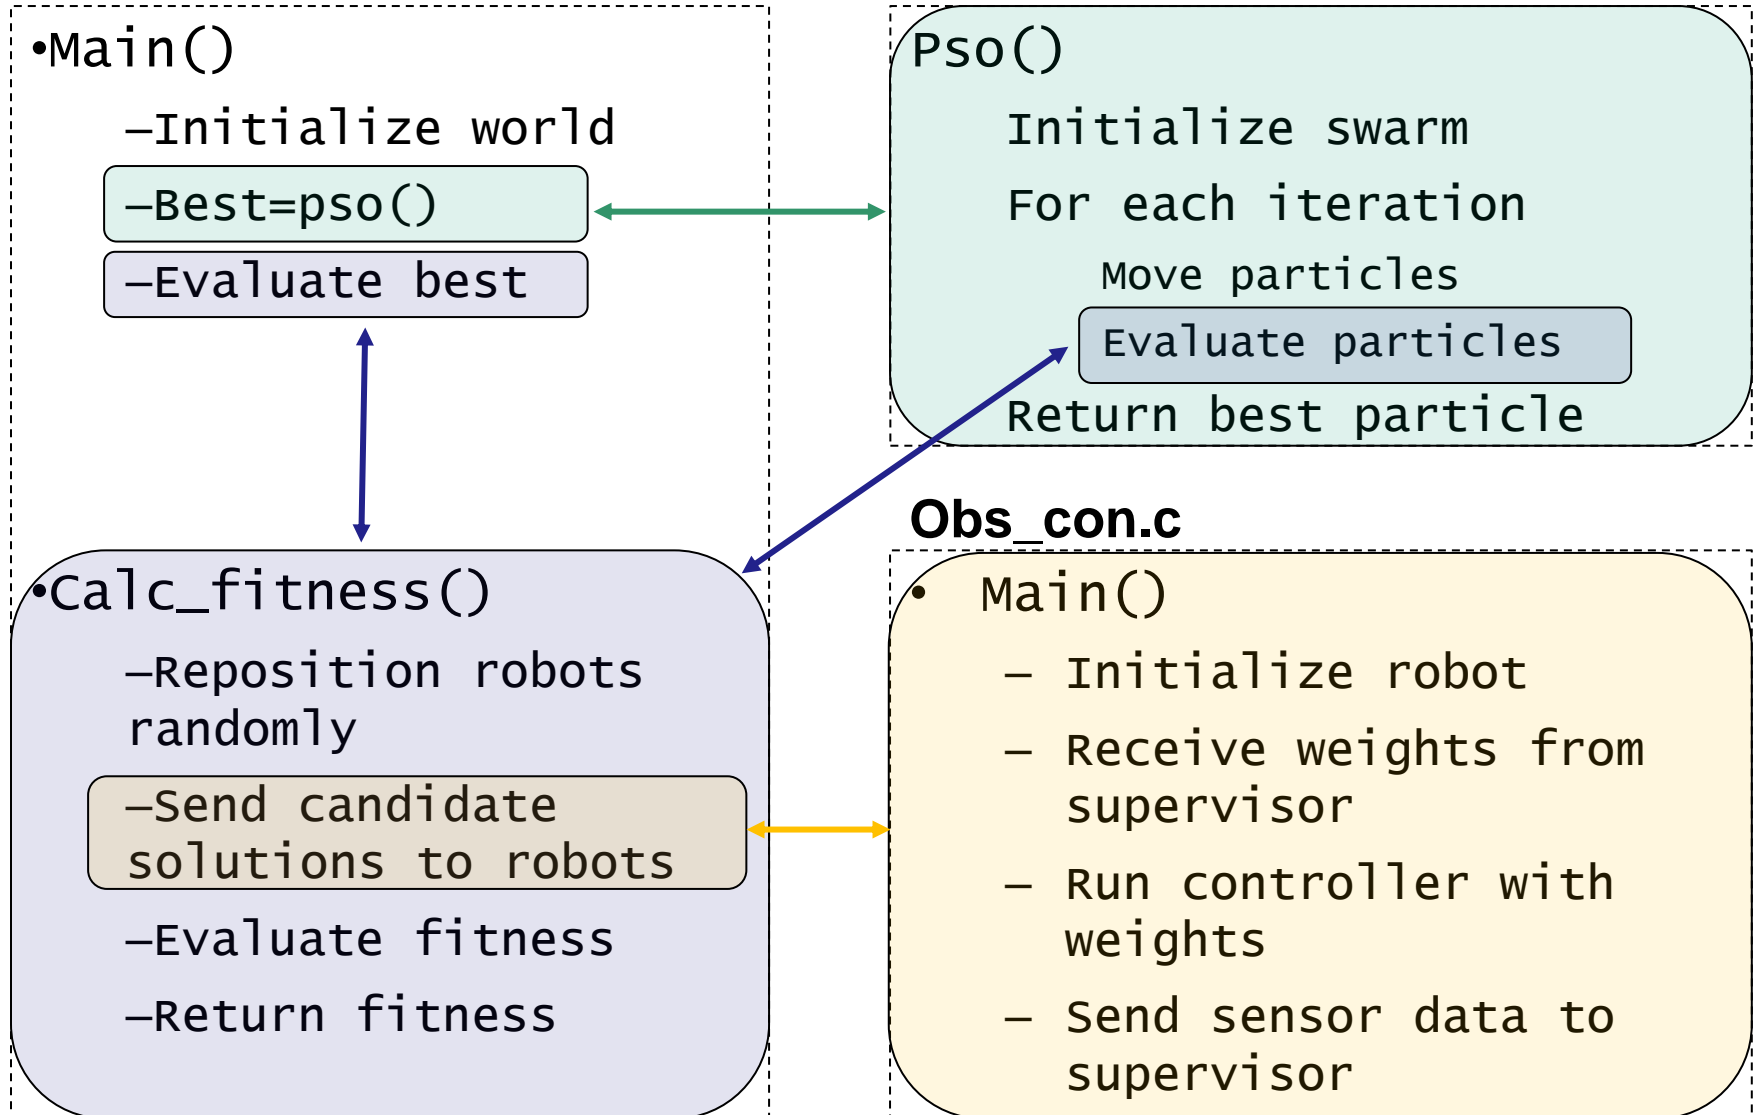 •Main()
–Initialize world
–Best=pso()
–Evaluate best
•Calc_fitness()
–Reposition robots
randomly
–Send candidate
solutions to robots
–Evaluate fitness
–Return fitness
Pso()
Initialize swarm
For each iteration
Move particles
Evaluate particles
Return best particle
Obs_con.c
• Main()
– Initialize robot
– Receive weights from
supervisor
– Run controller with
weights
– Send sensor data to
supervisor